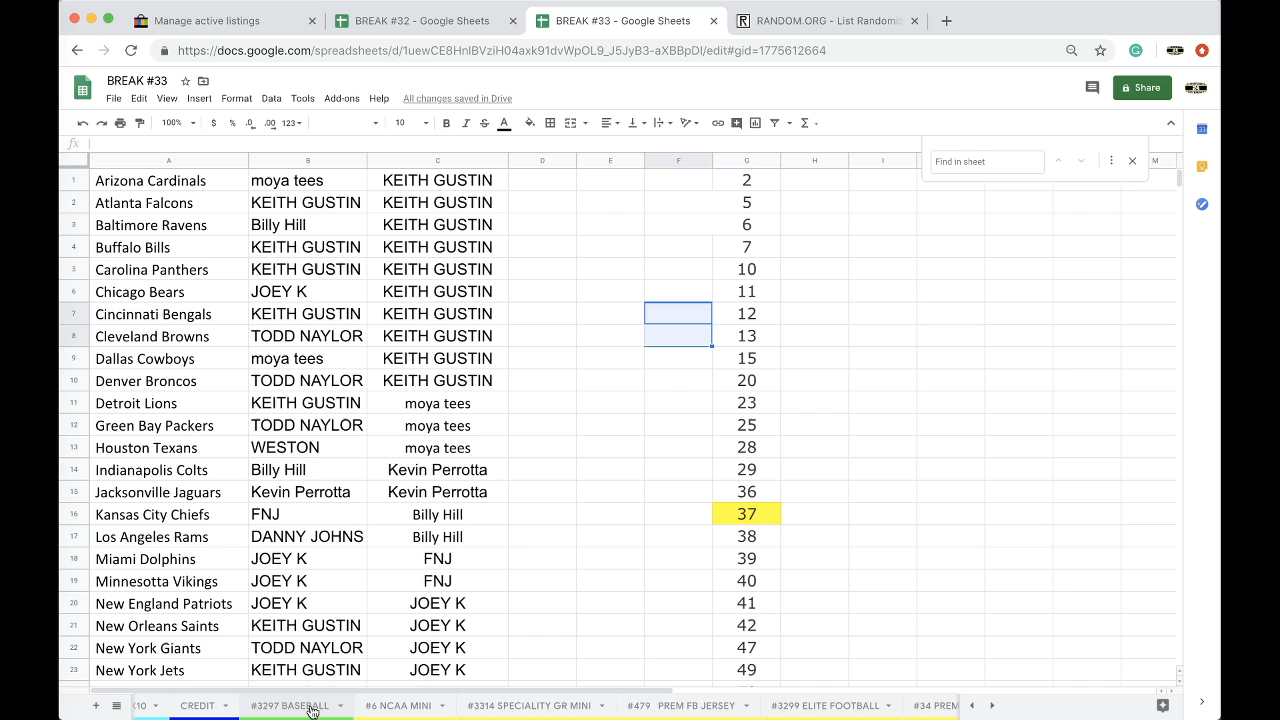 Manage active listings
BREAK #32 - Google Sheets
BREAK #33 - Google Sheets
RANDOM.ORG - List Randomiz
https://docs.google.com/spreadsheets/d/1uewCE8HnIBVziH04axk91dvWpOL9_J5JyB3-aXBBpDI/edit#gid=1775612664
BREAK #33
File Edit View Insert Format Data Tools Add-ons Help All changes saved in Drive
Share
100% $ % .0 .00 123 10 B I S A
fx
Find in sheet
A B C D E F G H I M
1 Arizona Cardinals moya tees KEITH GUSTIN 2
2 Atlanta Falcons KEITH GUSTIN KEITH GUSTIN 5
3 Baltimore Ravens Billy Hill KEITH GUSTIN 6
4 Buffalo Bills KEITH GUSTIN KEITH GUSTIN 7
5 Carolina Panthers KEITH GUSTIN KEITH GUSTIN 10
6 Chicago Bears JOEY K KEITH GUSTIN 11
7 Cincinnati Bengals KEITH GUSTIN KEITH GUSTIN 12
8 Cleveland Browns TODD NAYLOR KEITH GUSTIN 13
9 Dallas Cowboys moya tees KEITH GUSTIN 15
10 Denver Broncos TODD NAYLOR KEITH GUSTIN 20
11 Detroit Lions KEITH GUSTIN moya tees 23
12 Green Bay Packers TODD NAYLOR moya tees 25
13 Houston Texans WESTON moya tees 28
14 Indianapolis Colts Billy Hill Kevin Perrotta 29
15 Jacksonville Jaguars Kevin Perrotta Kevin Perrotta 36
16 Kansas City Chiefs FNJ Billy Hill 37
17 Los Angeles Rams DANNY JOHNS Billy Hill 38
18 Miami Dolphins JOEY K FNJ 39
19 Minnesotta Vikings JOEY K FNJ 40
20 New England Patriots JOEY K JOEY K 41
21 New Orleans Saints KEITH GUSTIN JOEY K 42
22 New York Giants TODD NAYLOR JOEY K 47
23 New York Jets KEITH GUSTIN JOEY K 49
10 CREDIT #3297 BASEBALL #6 NCAA MINI #3314 SPECIALITY GR MINI #479 PREM FB JERSEY #3299 ELITE FOOTBALL #34 PREM